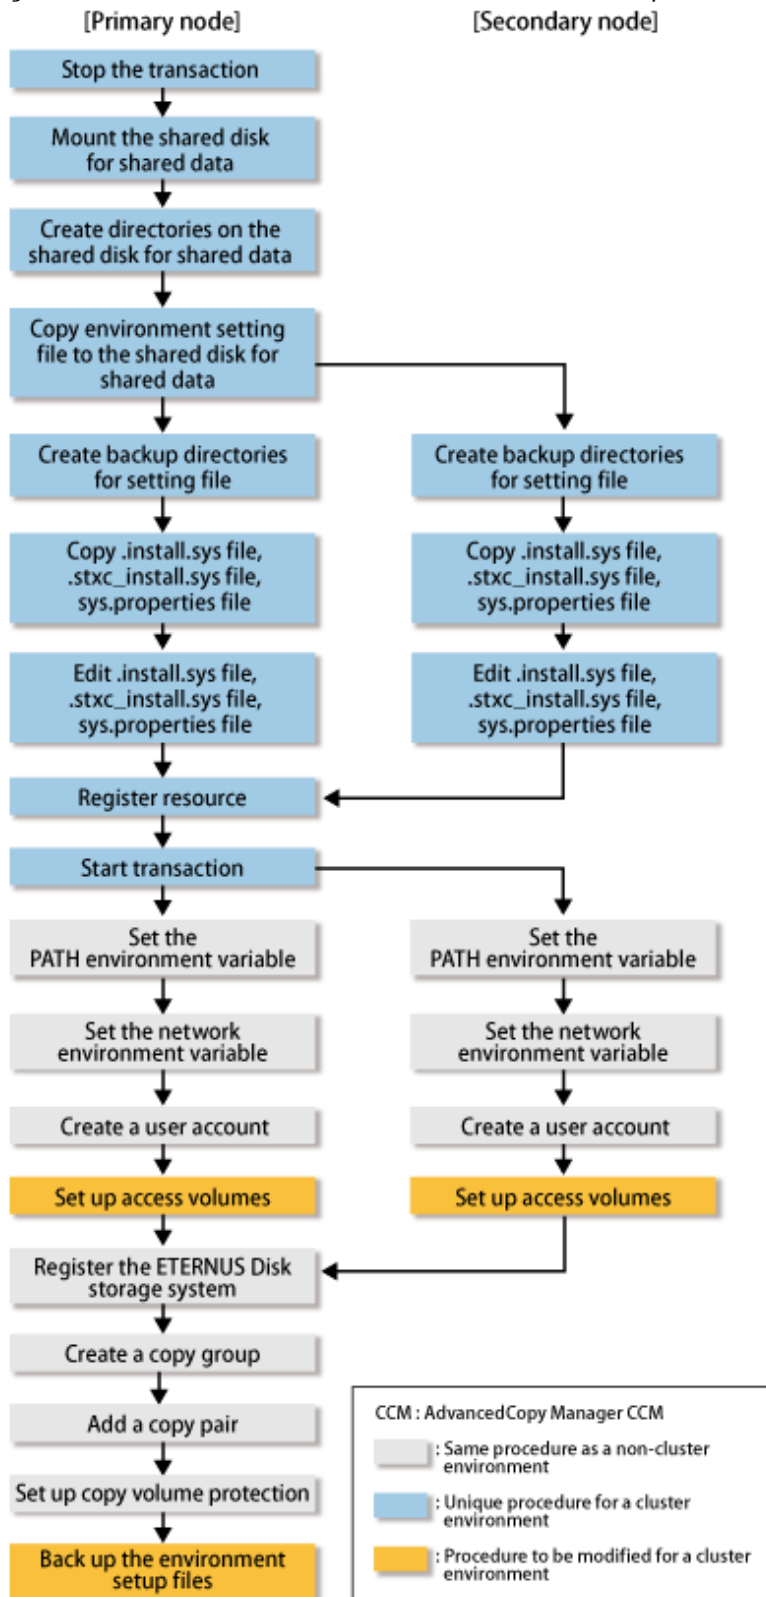 [Primary node]
[Secondary node]
Stop the transaction
Mount the shared disk
for shared data
Create directories on the
shared disk for shared data
Copy environment setting
file to the shared disk for
shared data
Create backup directories
for setting file
Create backup directories
for setting file
Copy .install.sys file,
.stxc_install.sys file,
sys.properties file
Copy .install.sys file,
.stxc_install.sys file,
sys.properties file
Edit .install.sys file,
.stxc_install.sys file,
sys.properties file
Edit .install.sys file,
.stxc_install.sys file,
sys.properties file
Register resource
Start transaction
Set the
PATH environment variable
Set the
PATH environment variable
Set the network
environment variable
Set the network
environment variable
Create a user account
Create a user account
Set up access volumes
Set up access volumes
Register the ETERNUS Disk
storage system
Create a copy group
Add a copy pair
Set up copy volume protection
Back up the environment
setup files
CCM : AdvancedCopy Manager CCM
: Same procedure as a non-cluster
environment
: Unique procedure for a cluster
environment
: Procedure to be modified for a cluster
environment